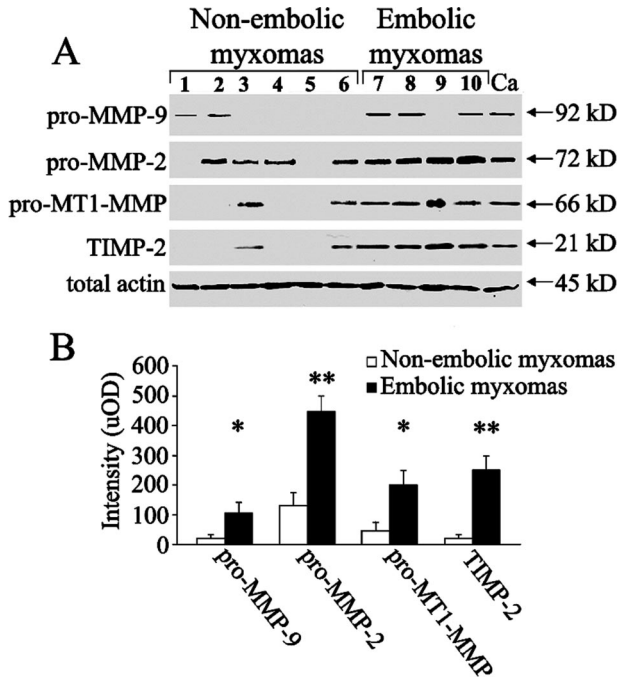 A
Non-embolic myxomas
Embolic myxomas
1 2 3 4 5 6 7 8 9 10 Ca
pro-MMP-9 92 kD
pro-MMP-2 72 kD
pro-MT1-MMP 66 kD
TIMP-2 21 kD
total actin 45 kD
B
Non-embolic myxomas
Embolic myxomas
Intensity (uOD)
600
500
400
300
200
100
0
*
**
*
**
pro-MMP-9
pro-MMP-2
pro-MT1-MMP
TIMP-2